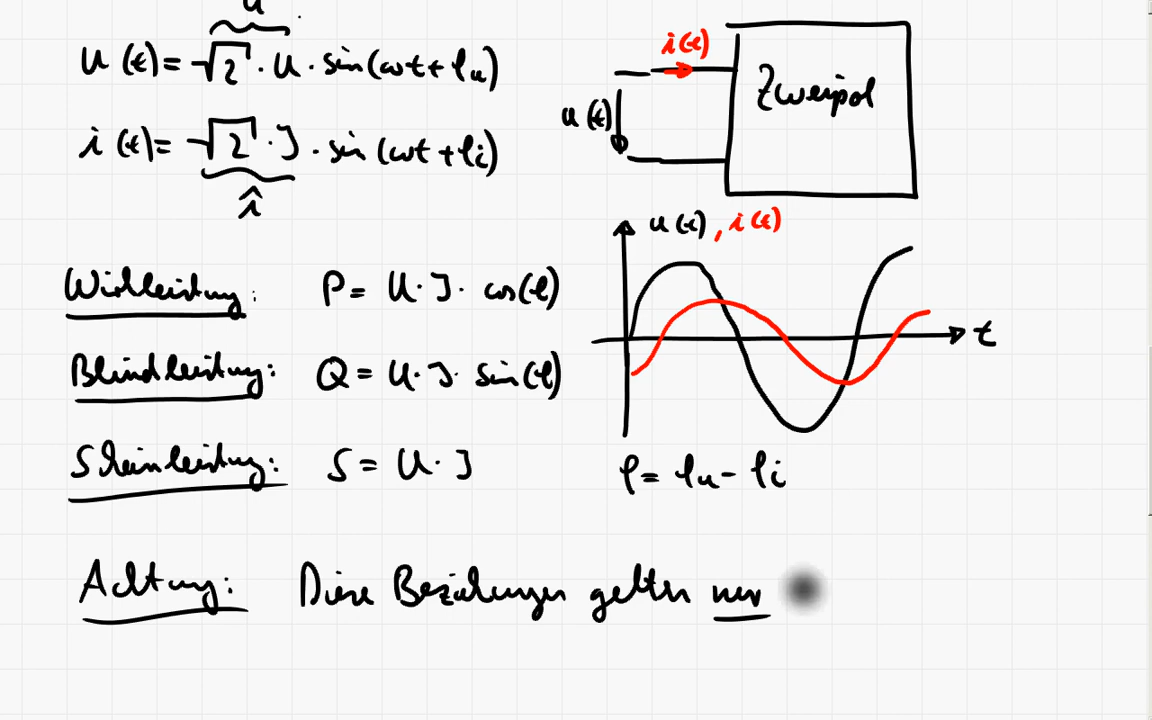 û
u(t) = √2 · U · sin(ωt + φu)
i(t) = √2 · I · sin(ωt + φi)
î
i(t)
u(t)
Zweipol
u(t), i(t)
t
Wirkleistung: P = U · I · cos(φ)
Blindleistung: Q = U · I · sin(φ)
Scheinleistung: S = U · I
φ = φu - φi
Achtung: Diese Beziehungen gelten nur